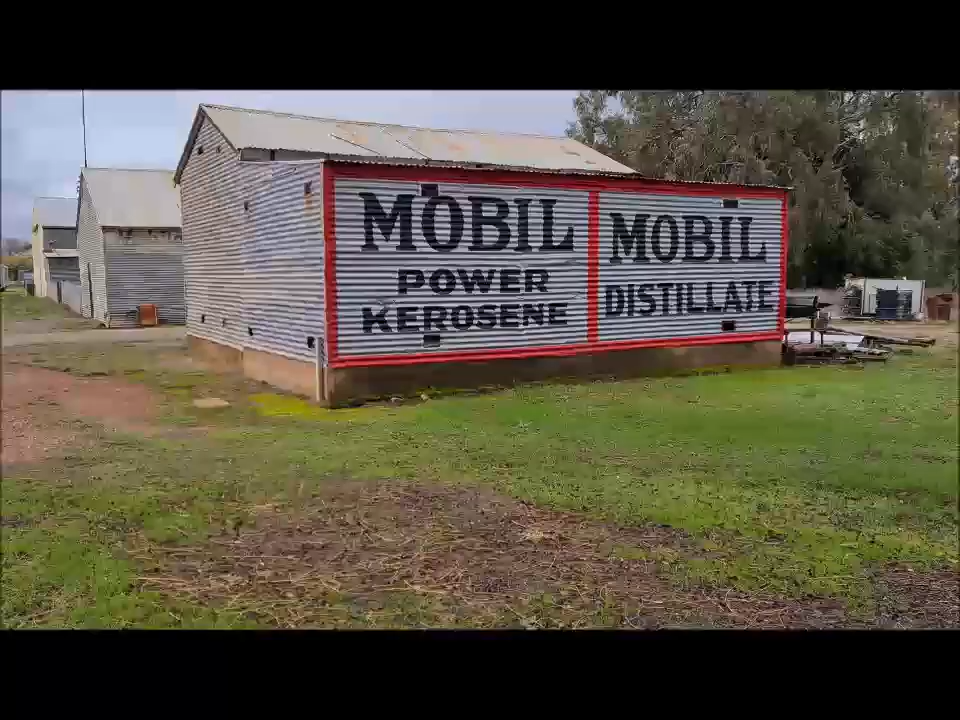 MOBIL
POWER
KEROSENE
MOBIL
DISTILLATE